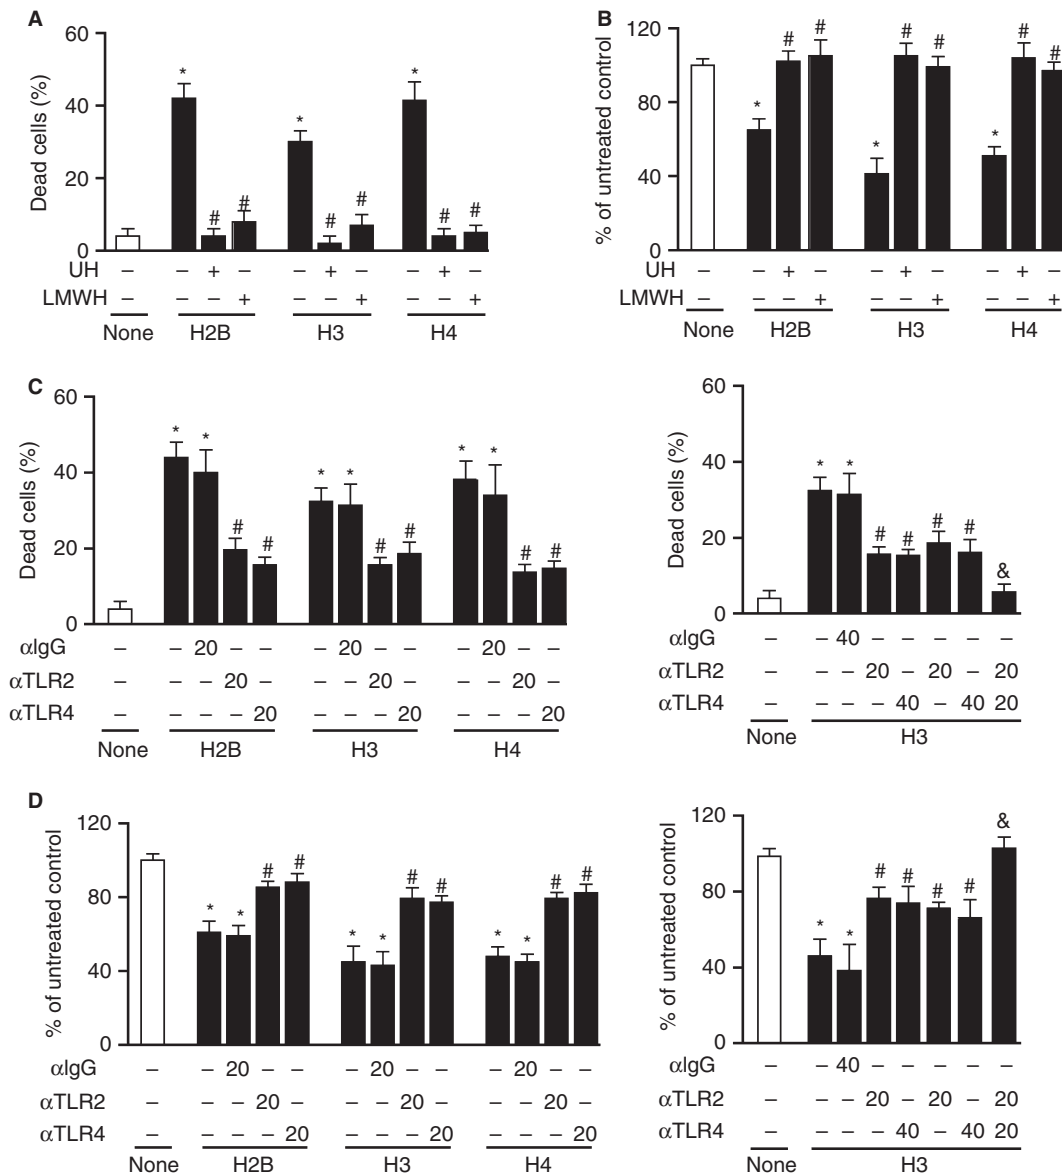 A
60
40
20
0
Dead cells (%)
* # # * # # * # #
UH – – + – – + – – + –
LMWH – – – + – – + – – +
None H2B H3 H4
B
120
80
40
0
% of untreated control
* # # * # # * # #
UH – – + – – + – – + –
LMWH – – – + – – + – – +
None H2B H3 H4
C
60
40
20
0
Dead cells (%)
* * # # * * # # * * # #
αIgG – – 20 – – – 20 – – – 20 – –
αTLR2 – – – 20 – – – 20 – – – 20 –
αTLR4 – – – – 20 – – – 20 – – – 20
None H2B H3 H4
60
40
20
0
Dead cells (%)
* * # # # # &
αIgG – – 40 – – – – –
αTLR2 – – – 20 – 20 – 20
αTLR4 – – – – 40 – 40 20
None H3
D
120
80
40
0
% of untreated control
* * # # * * # # * * # #
αIgG – – 20 – – – 20 – – – 20 – –
αTLR2 – – – 20 – – – 20 – – – 20 –
αTLR4 – – – – 20 – – – 20 – – – 20
None H2B H3 H4
120
80
40
0
% of untreated control
* * # # # # &
αIgG – – 40 – – – – –
αTLR2 – – – 20 – 20 – 20
αTLR4 – – – – 40 – 40 20
None H3